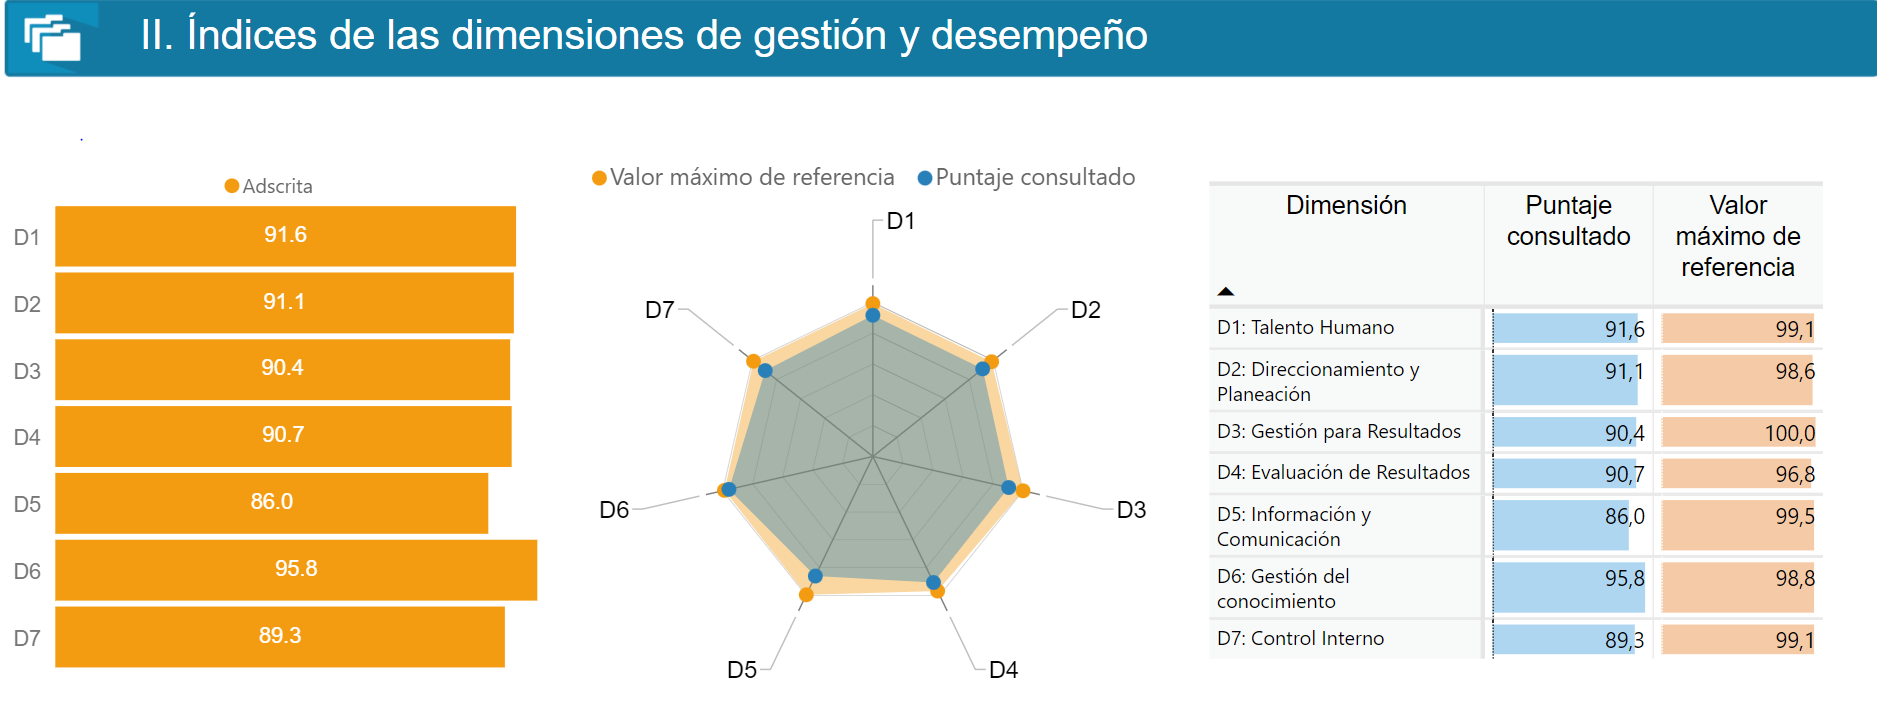 II. Índices de las dimensiones de gestión y desempeño
.
Adscrita
D1 91.6
D2 91.1
D3 90.4
D4 90.7
D5 86.0
D6 95.8
D7 89.3
Valor máximo de referencia Puntaje consultado
D1
D7 D2
D6 D3
D5 D4
Dimensión Puntaje Valor
consultado máximo de
referencia
D1: Talento Humano 91,6 99,1
D2: Direccionamiento y 91,1 98,6
Planeación
D3: Gestión para Resultados 90,4 100,0
D4: Evaluación de Resultados 90,7 96,8
D5: Información y 86,0 99,5
Comunicación
D6: Gestión del 95,8 98,8
conocimiento
D7: Control Interno 89,3 99,1